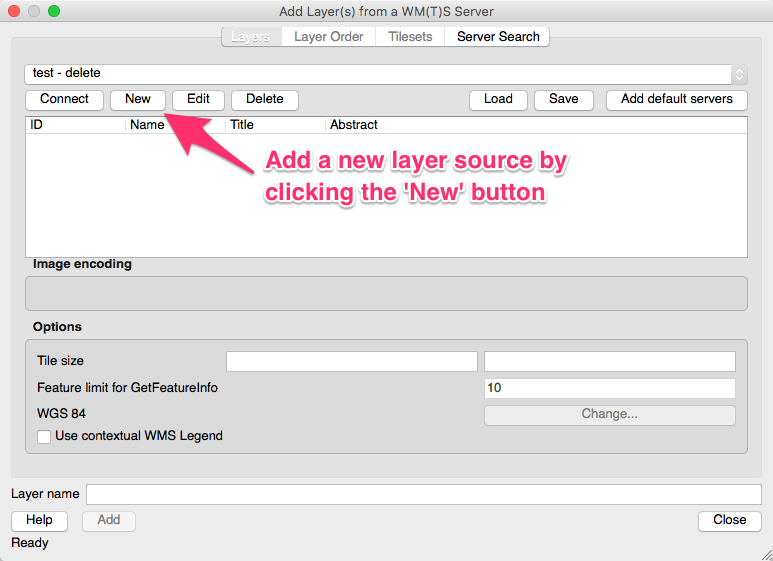 Add Layer(s) from a WM(T)S Server
Layers Layer Order Tilesets Server Search
test - delete
Connect New Edit Delete Load Save Add default servers
ID Name Title Abstract
Add a new layer source by
clicking the 'New' button
Image encoding
Options
Tile size
Feature limit for GetFeatureInfo 10
WGS 84 Change...
Use contextual WMS Legend
Layer name
Help Add Close
Ready